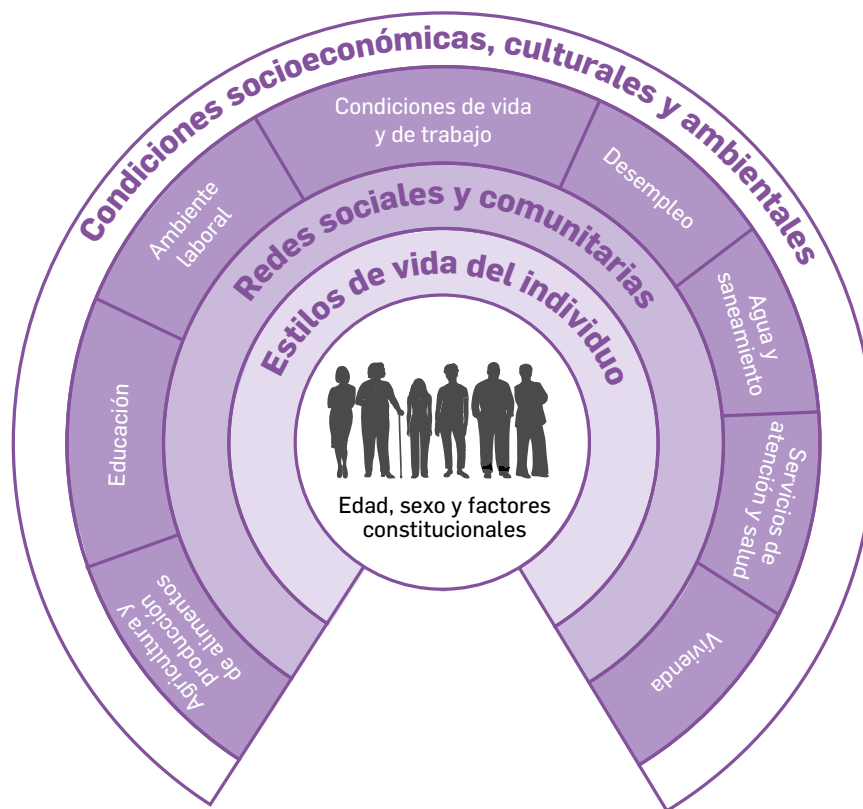 Condiciones socioeconómicas, culturales y ambientales
Condiciones de vida
y de trabajo
Ambiente
laboral
Desempleo
Redes sociales y comunitarias
Estilos de vida del individuo
Agua y
saneamiento
Educación
Servicios de
atención y salud
Edad, sexo y factores
constitucionales
Agricultura y
producción
de alimentos
Vivienda